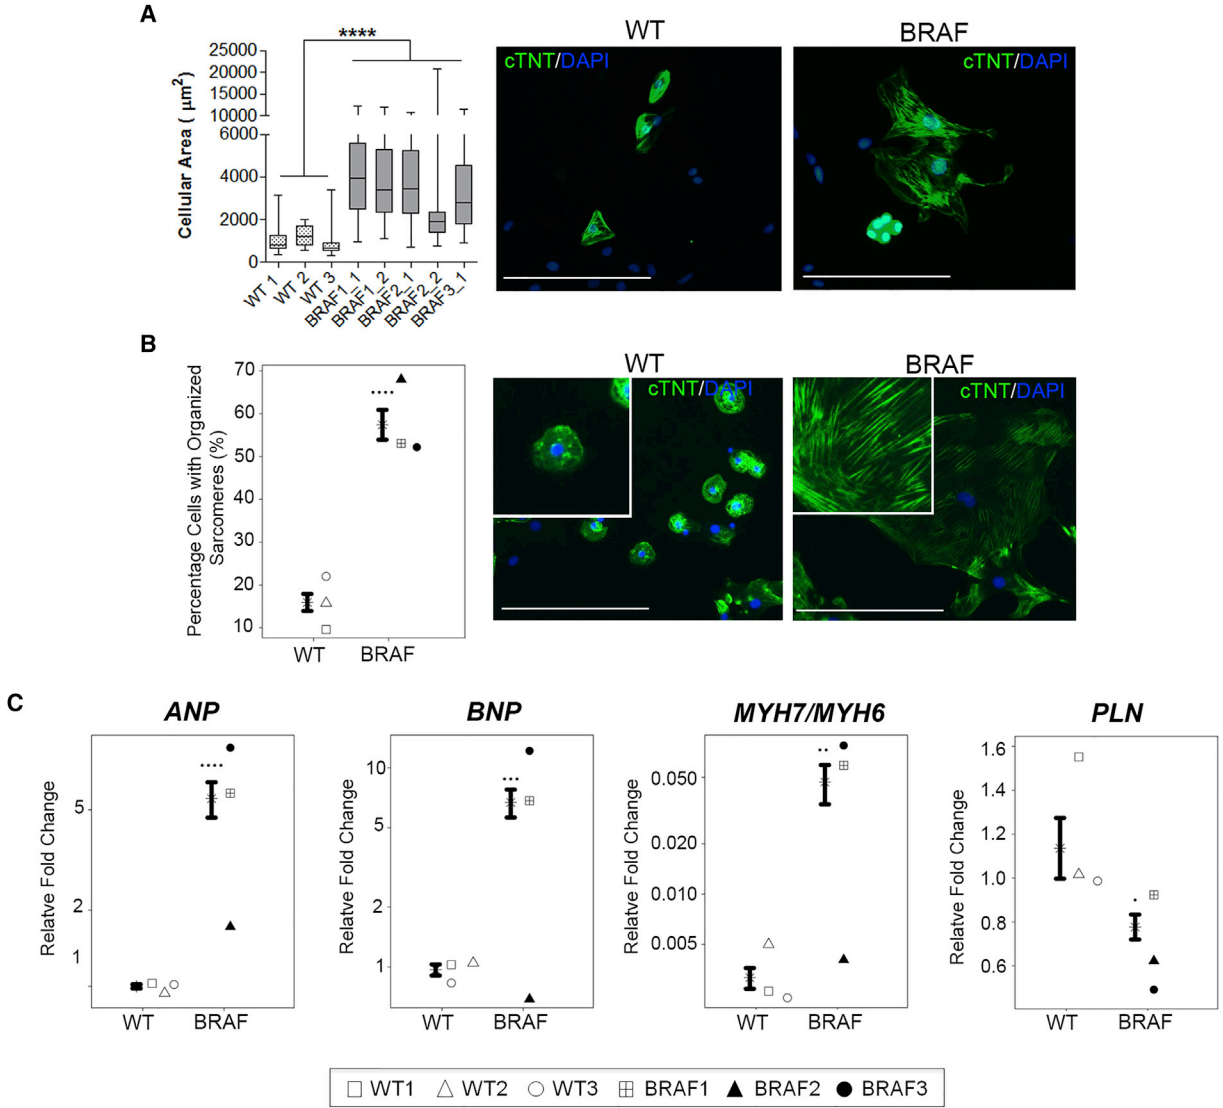 A
WT
BRAF
****
25000
20000
15000
10000
6000
4000
2000
0
Cellular Area ( μm²)
WT 1
WT 2
WT 3
BRAF1_1
BRAF1_2
BRAF2_1
BRAF2_2
BRAF3_1
cTNT/DAPI
cTNT/DAPI
B
WT
BRAF
70
60
50
40
30
20
10
Percentage Cells with Organized
Sarcomeres (%)
WT
BRAF
cTNT/DAPI
cTNT/DAPI
C
ANP
BNP
MYH7/MYH6
PLN
Relatve Fold Change
5
2
1
WT
BRAF
Relatve Fold Change
10
5
2
1
WT
BRAF
Relatve Fold Change
0.050
0.020
0.010
0.005
WT
BRAF
Relatve Fold Change
1.6
1.4
1.2
1.0
0.8
0.6
WT
BRAF
WT1 WT2 WT3 BRAF1 BRAF2 BRAF3